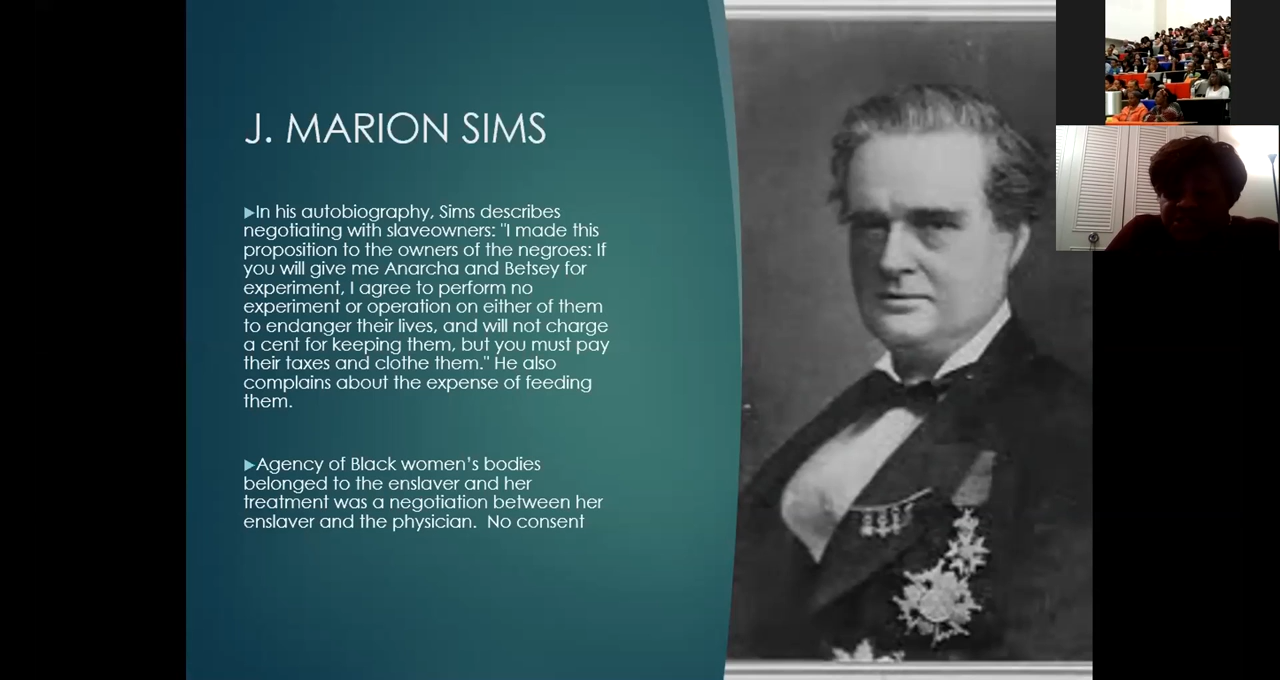 J. MARION SIMS
▶In his autobiography, Sims describes
negotiating with slaveowners: "I made this
proposition to the owners of the negroes: If
you will give me Anarcha and Betsey for
experiment, I agree to perform no
experiment or operation on either of them
to endanger their lives, and will not charge
a cent for keeping them, but you must pay
their taxes and clothe them." He also
complains about the expense of feeding
them.
▶Agency of Black women’s bodies
belonged to the enslaver and her
treatment was a negotiation between her
enslaver and the physician.  No consent